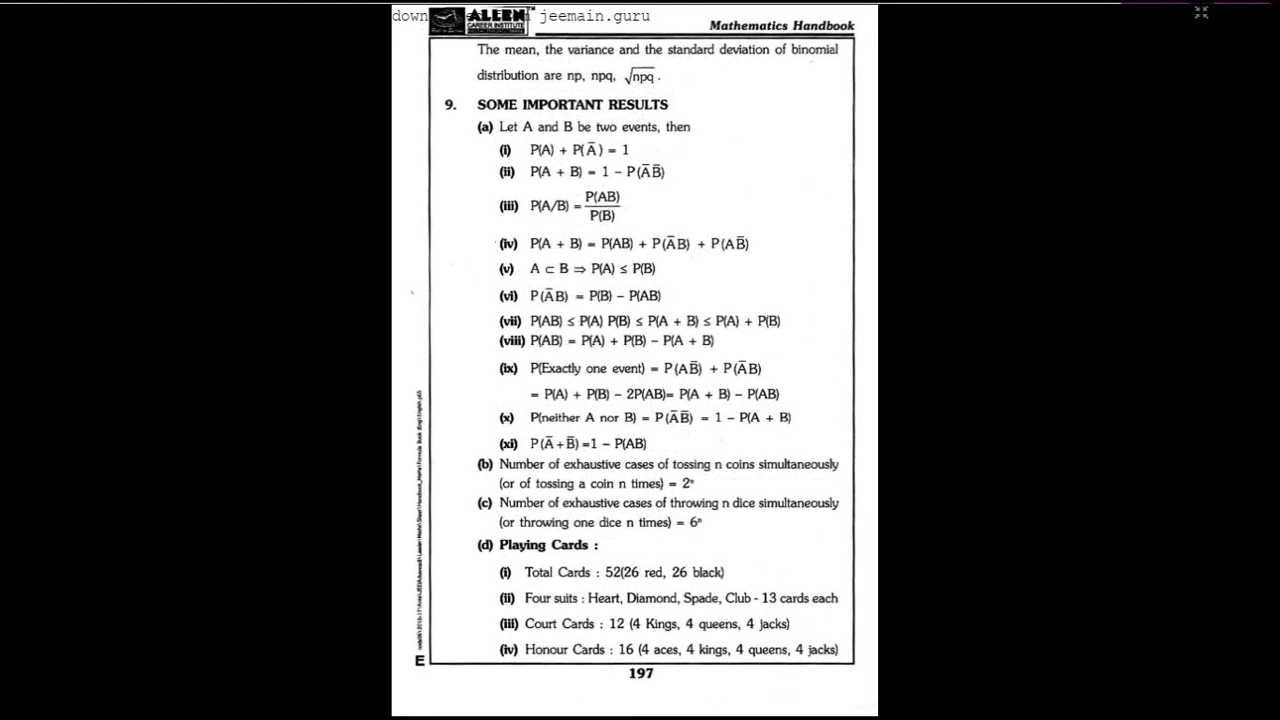 down jeemain.guru
ALLEN
CAREER INSTITUTE
Mathematics Handbook
The mean, the variance and the standard deviation of binomial
distribution are np, npq, √npq .
9. SOME IMPORTANT RESULTS
(a) Let A and B be two events, then
(i) P(A) + P(Ā) = 1
(ii) P(A + B) = 1 − P(ĀB̄)
(iii) P(A/B) = P(AB)/P(B)
(iv) P(A + B) = P(AB) + P(ĀB) + P(AB̄)
(v) A ⊂ B ⇒ P(A) ≤ P(B)
(vi) P(ĀB) = P(B) − P(AB)
(vii) P(AB) ≤ P(A) P(B) ≤ P(A + B) ≤ P(A) + P(B)
(viii) P(AB) = P(A) + P(B) − P(A + B)
(ix) P(Exactly one event) = P(AB̄) + P(ĀB)
= P(A) + P(B) − 2P(AB)= P(A + B) − P(AB)
(x) P(neither A nor B) = P(ĀB̄) = 1 − P(A + B)
(xi) P(Ā+B̄)=1 − P(AB)
(b) Number of exhaustive cases of tossing n coins simultaneously
(or of tossing a coin n times) = 2ⁿ
(c) Number of exhaustive cases of throwing n dice simultaneously
(or throwing one dice n times) = 6ⁿ
(d) Playing Cards :
(i) Total Cards : 52(26 red, 26 black)
(ii) Four suits : Heart, Diamond, Spade, Club - 13 cards each
(iii) Court Cards : 12 (4 Kings, 4 queens, 4 jacks)
(iv) Honour Cards : 16 (4 aces, 4 kings, 4 queens, 4 jacks)
E
197